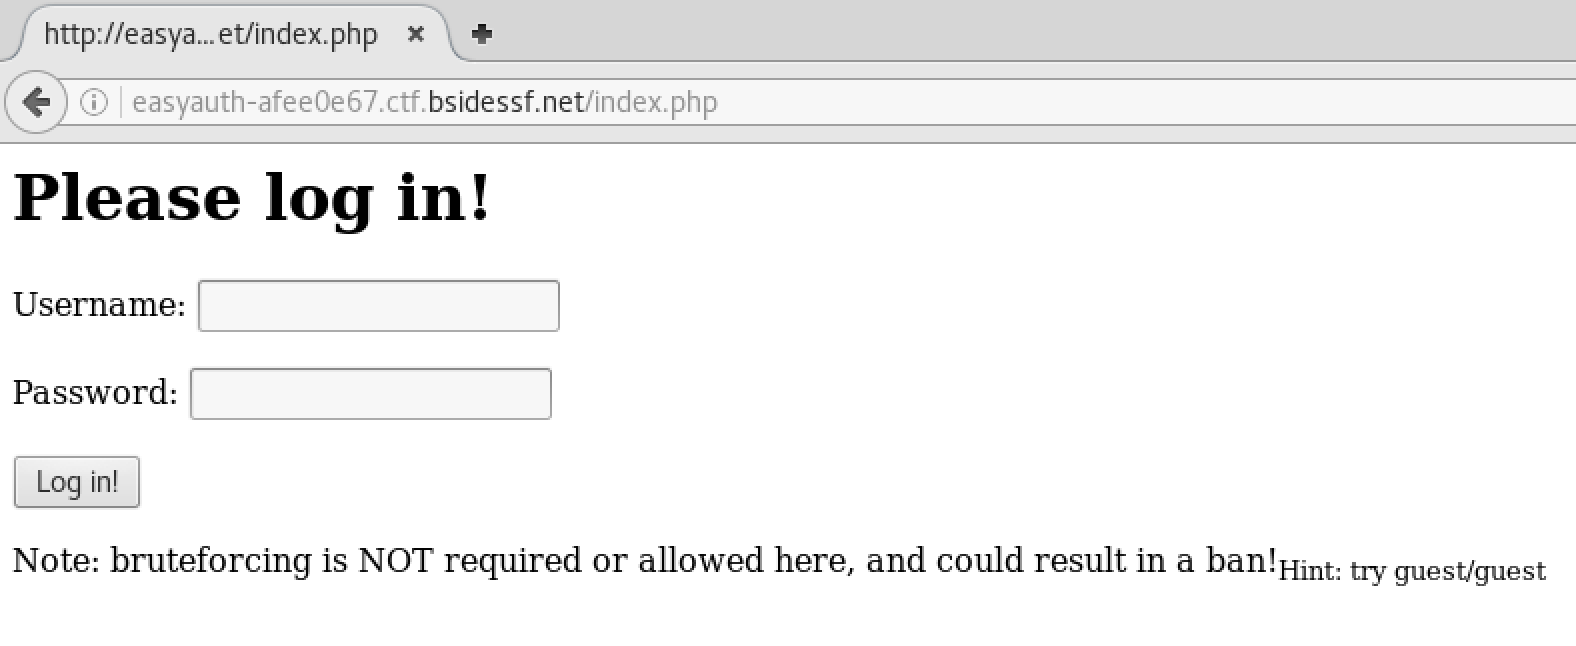 http://easya...et/index.php
easyauth-afee0e67.ctf.bsidessf.net/index.php
Please log in!
Username:
Password:
Log in!
Note: bruteforcing is NOT required or allowed here, and could result in a ban!Hint: try guest/guest